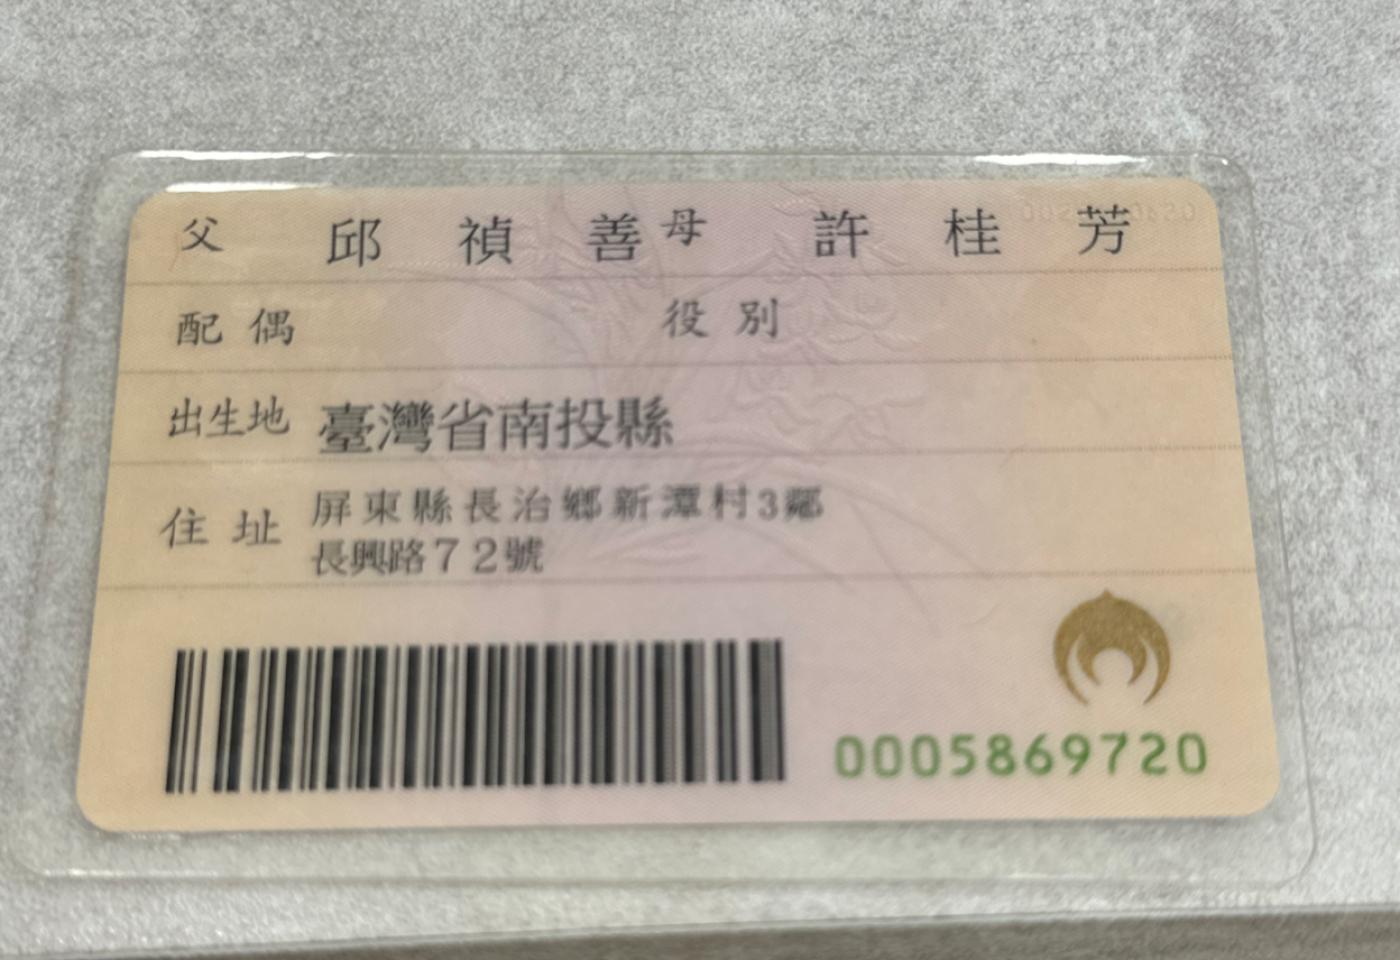 父 邱禎善 母 許桂芳
配偶 役別
出生地 臺灣省南投縣
住址 屏東縣長治鄉新潭村3鄰
長興路72號
0005869720